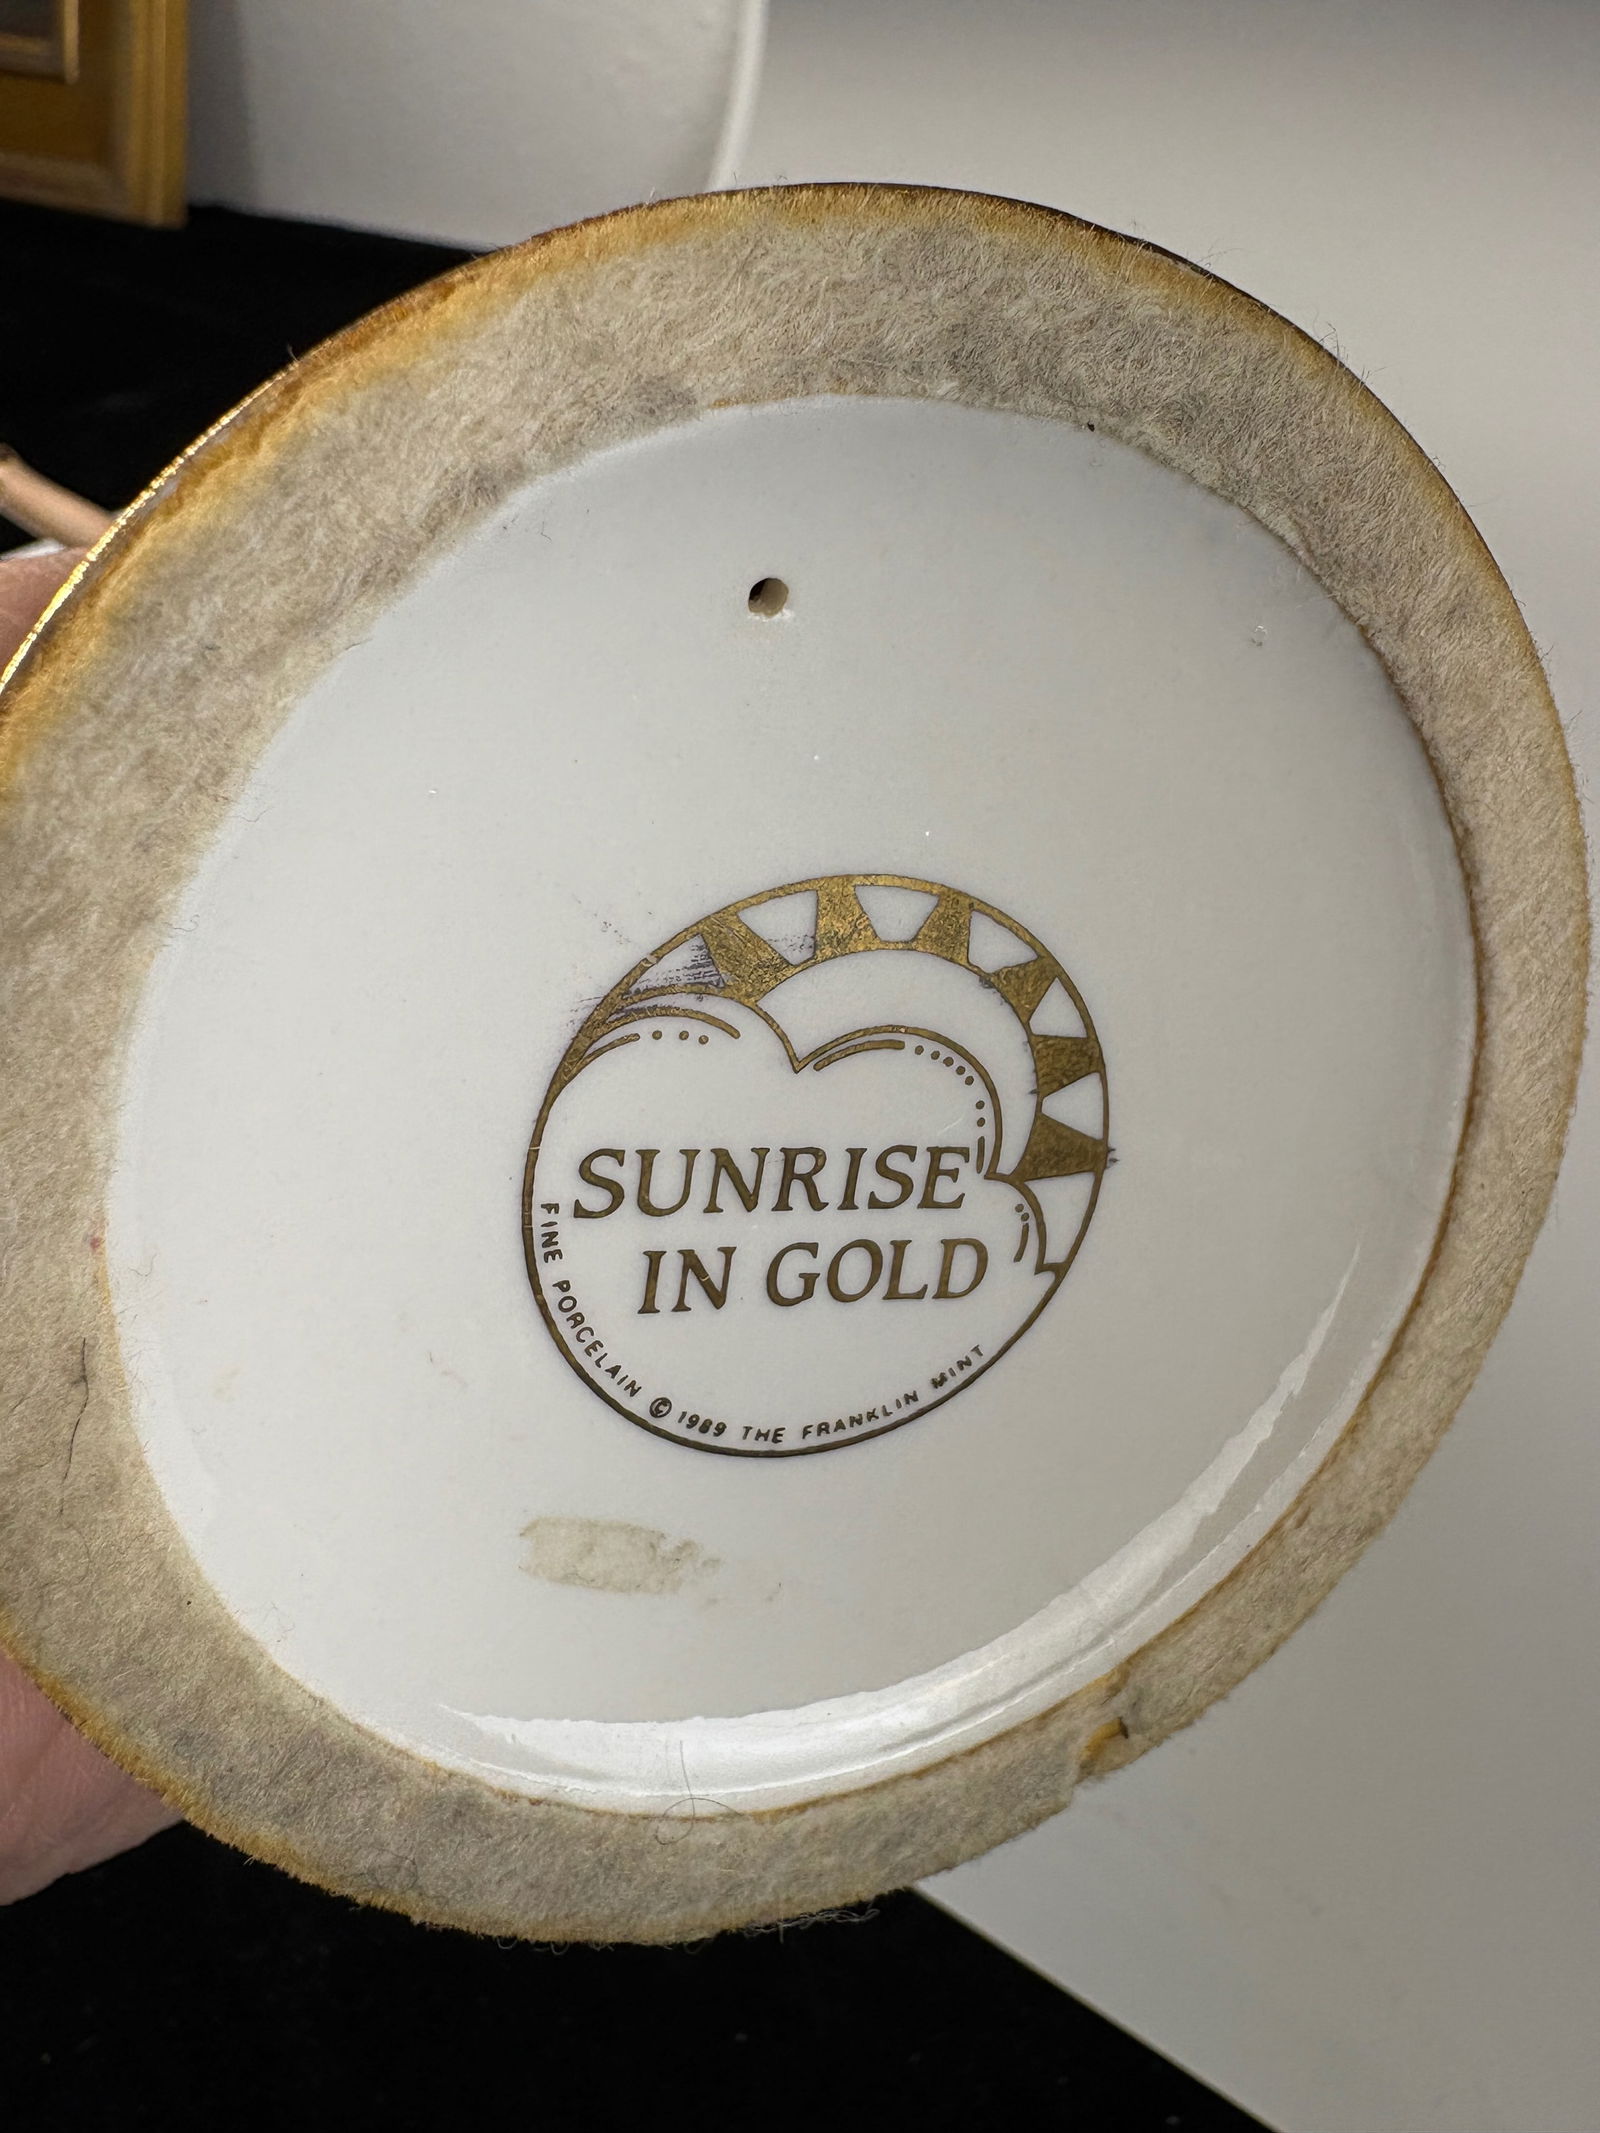 SUNRISE
IN GOLD
FINE PORCELAIN © 1989 THE FRANKLIN MINT